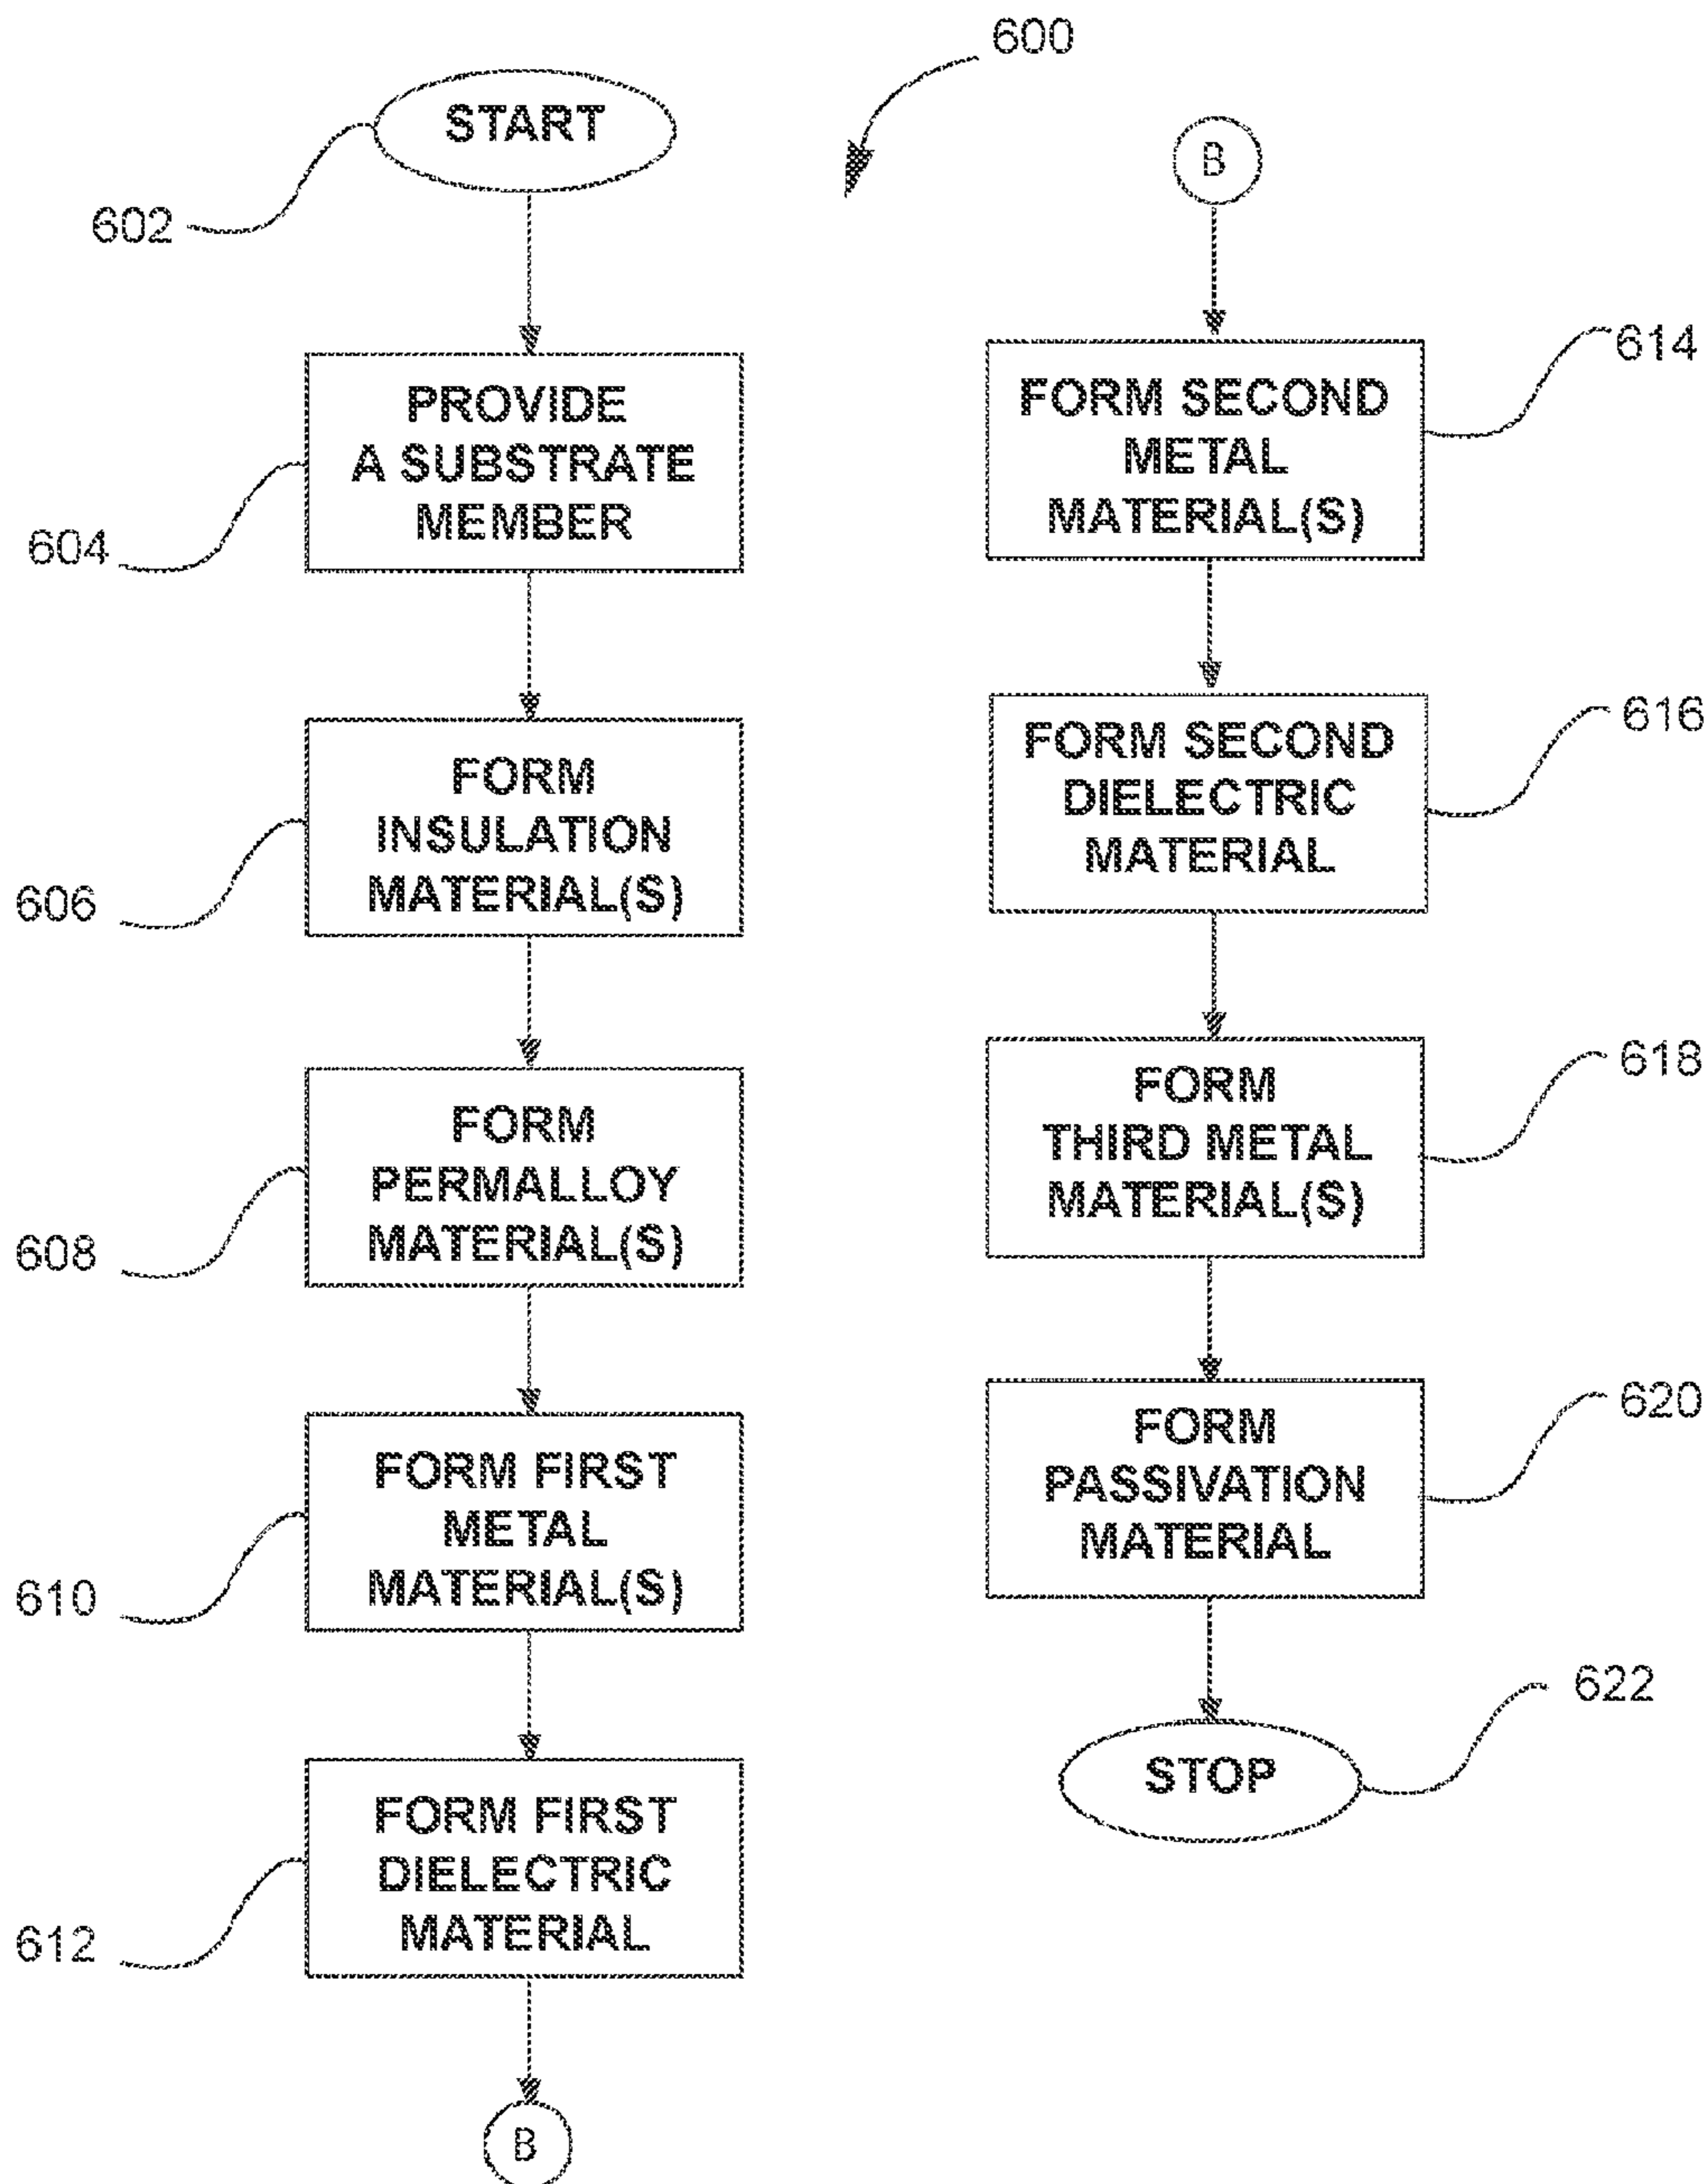 600
START
602
PROVIDE
A SUBSTRATE
MEMBER
604
FORM
INSULATION
MATERIAL(S)
606
FORM
PERMALLOY
MATERIAL(S)
608
FORM FIRST
METAL
MATERIAL(S)
610
FORM FIRST
DIELECTRIC
MATERIAL
612
B
B
FORM SECOND
METAL
MATERIAL(S)
614
FORM SECOND
DIELECTRIC
MATERIAL
616
FORM
THIRD METAL
MATERIAL(S)
618
FORM
PASSIVATION
MATERIAL
620
STOP
622